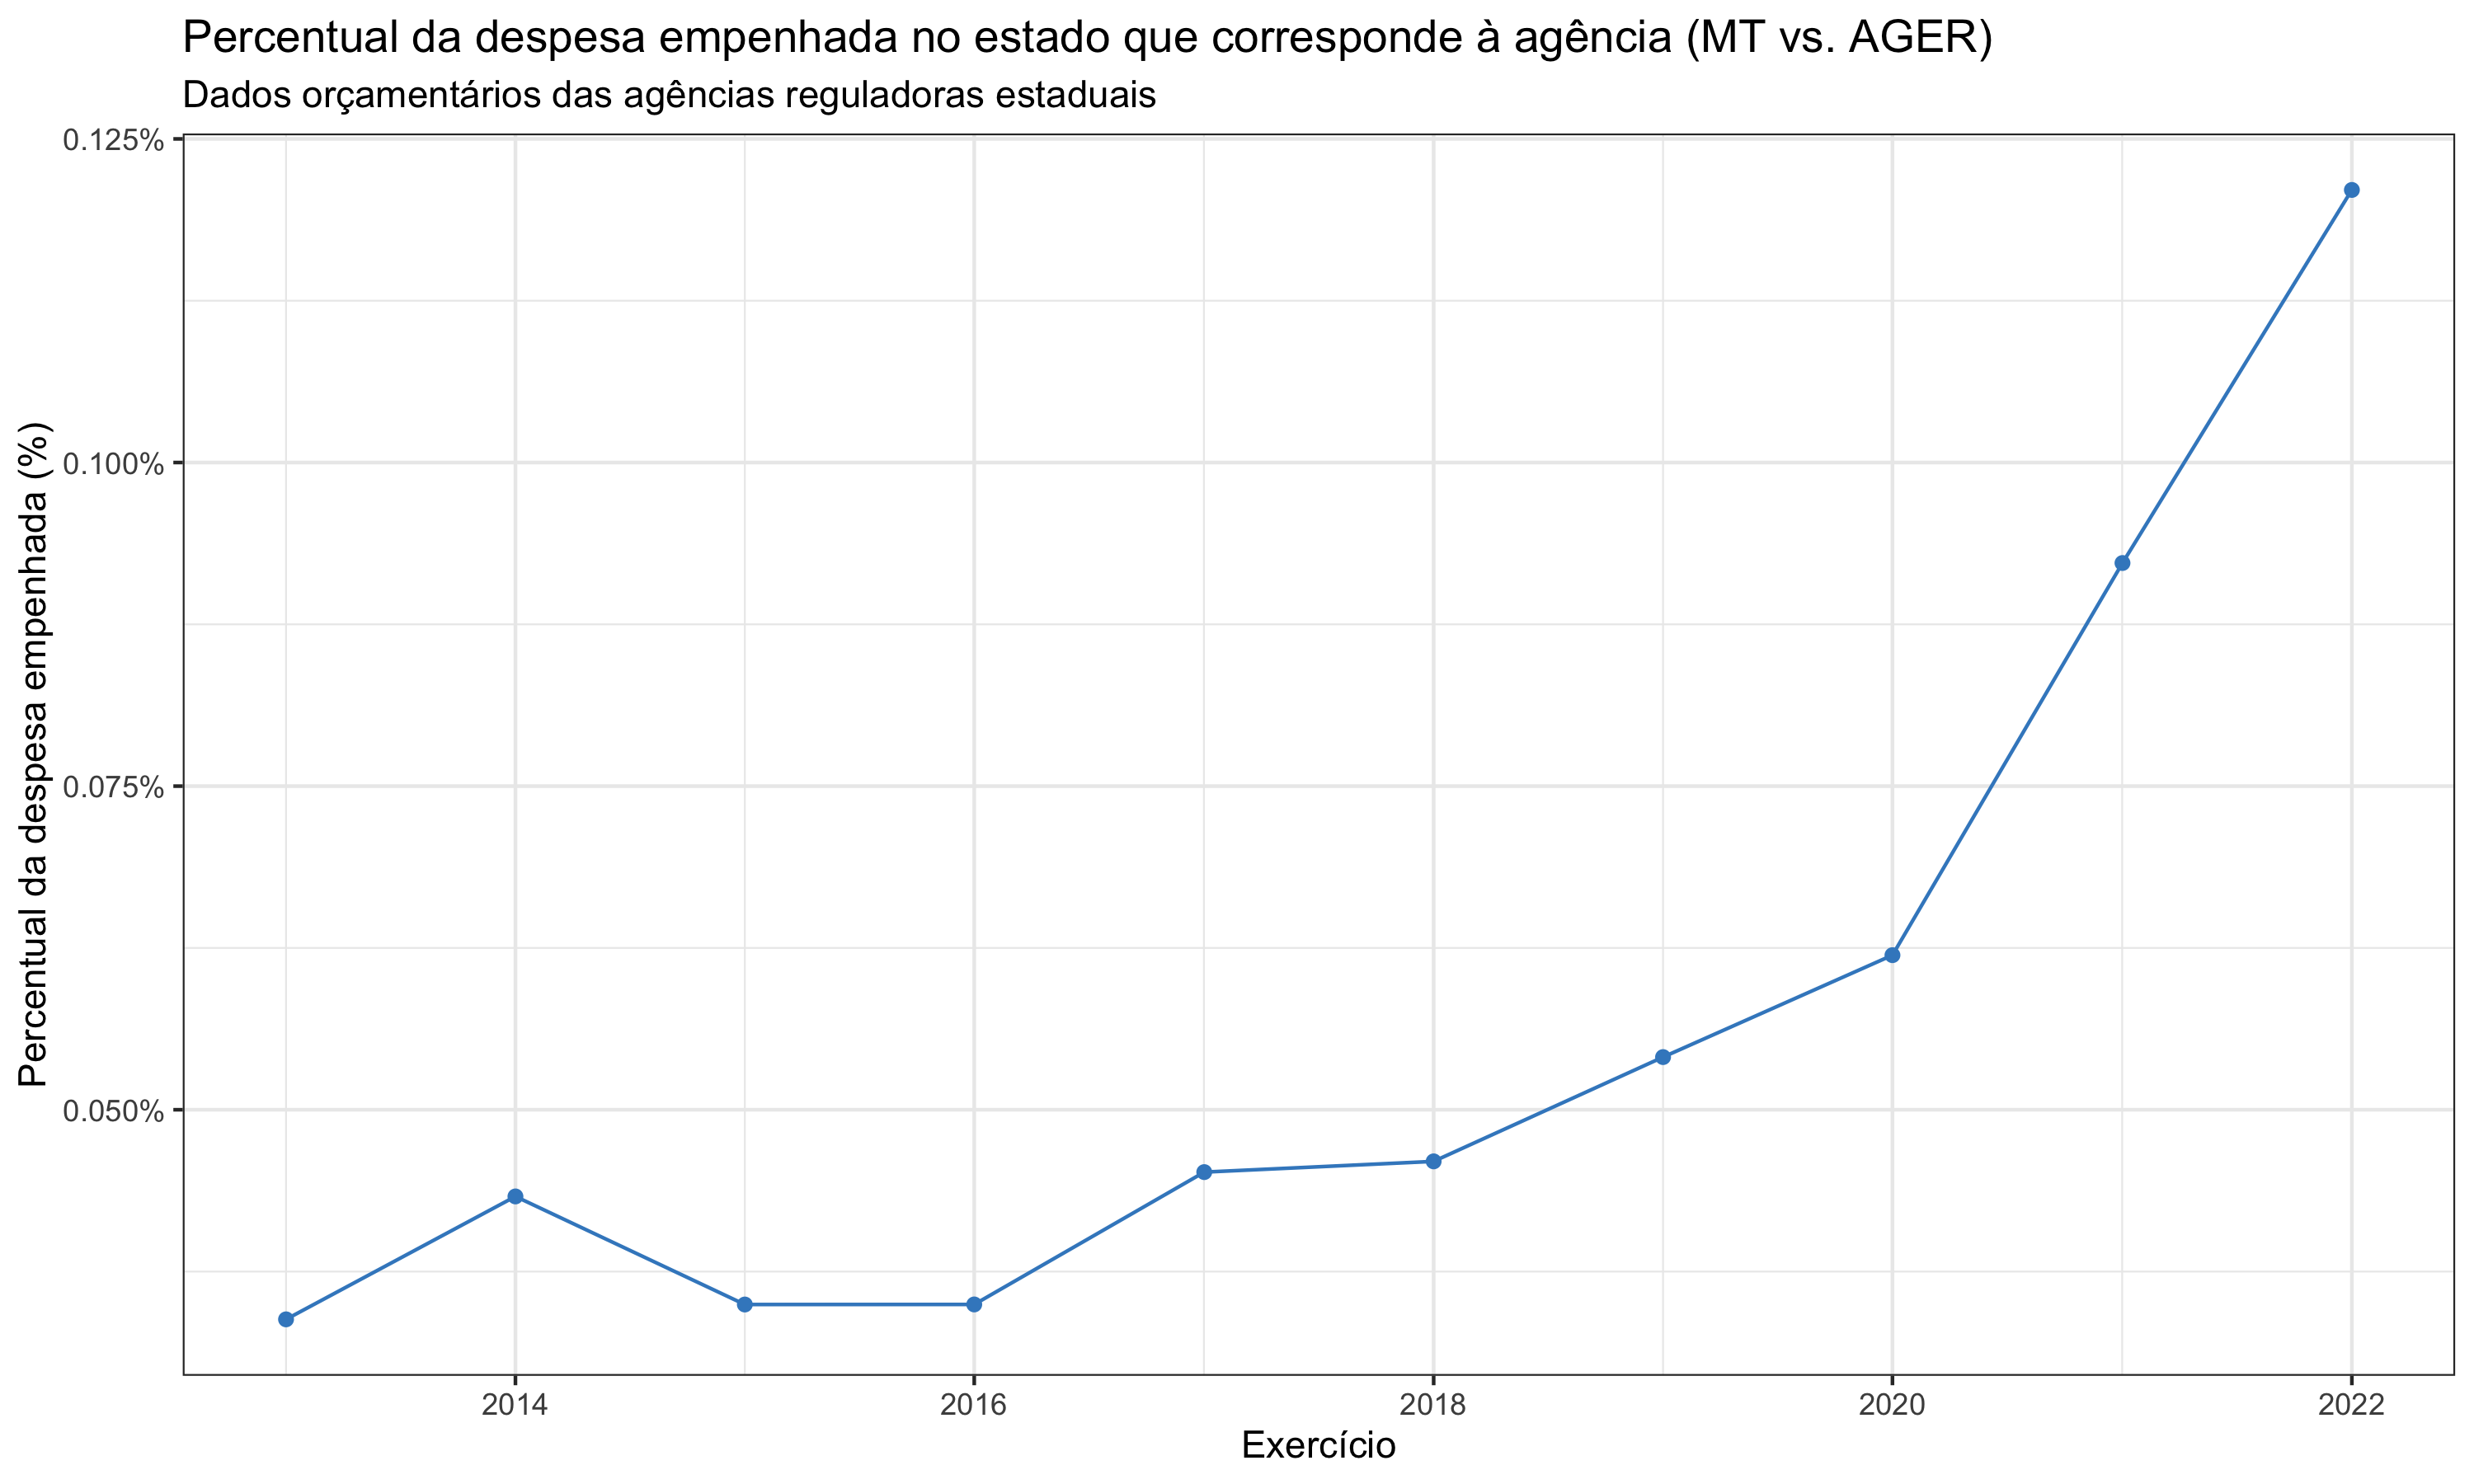 Percentual da despesa empenhada no estado que corresponde à agência (MT vs. AGER)
Dados orçamentários das agências reguladoras estaduais
Percentual da despesa empenhada (%)
0.125%
0.100%
0.075%
0.050%
2014
2016
2018
2020
2022
Exercício